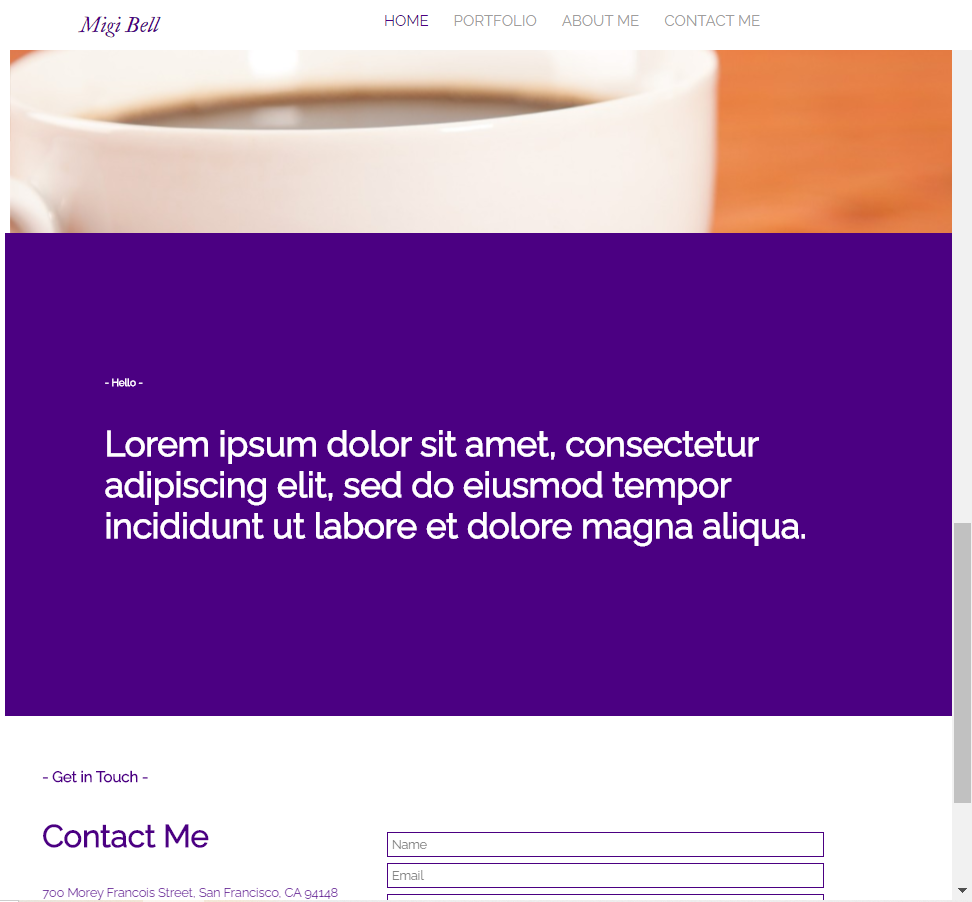 Migi Bell
HOME PORTFOLIO ABOUT ME CONTACT ME
- Hello -
Lorem ipsum dolor sit amet, consectetur
adipiscing elit, sed do eiusmod tempor
incididunt ut labore et dolore magna aliqua.
- Get in Touch -
Contact Me
700 Morey Francois Street, San Francisco, CA 94148
Name
Email